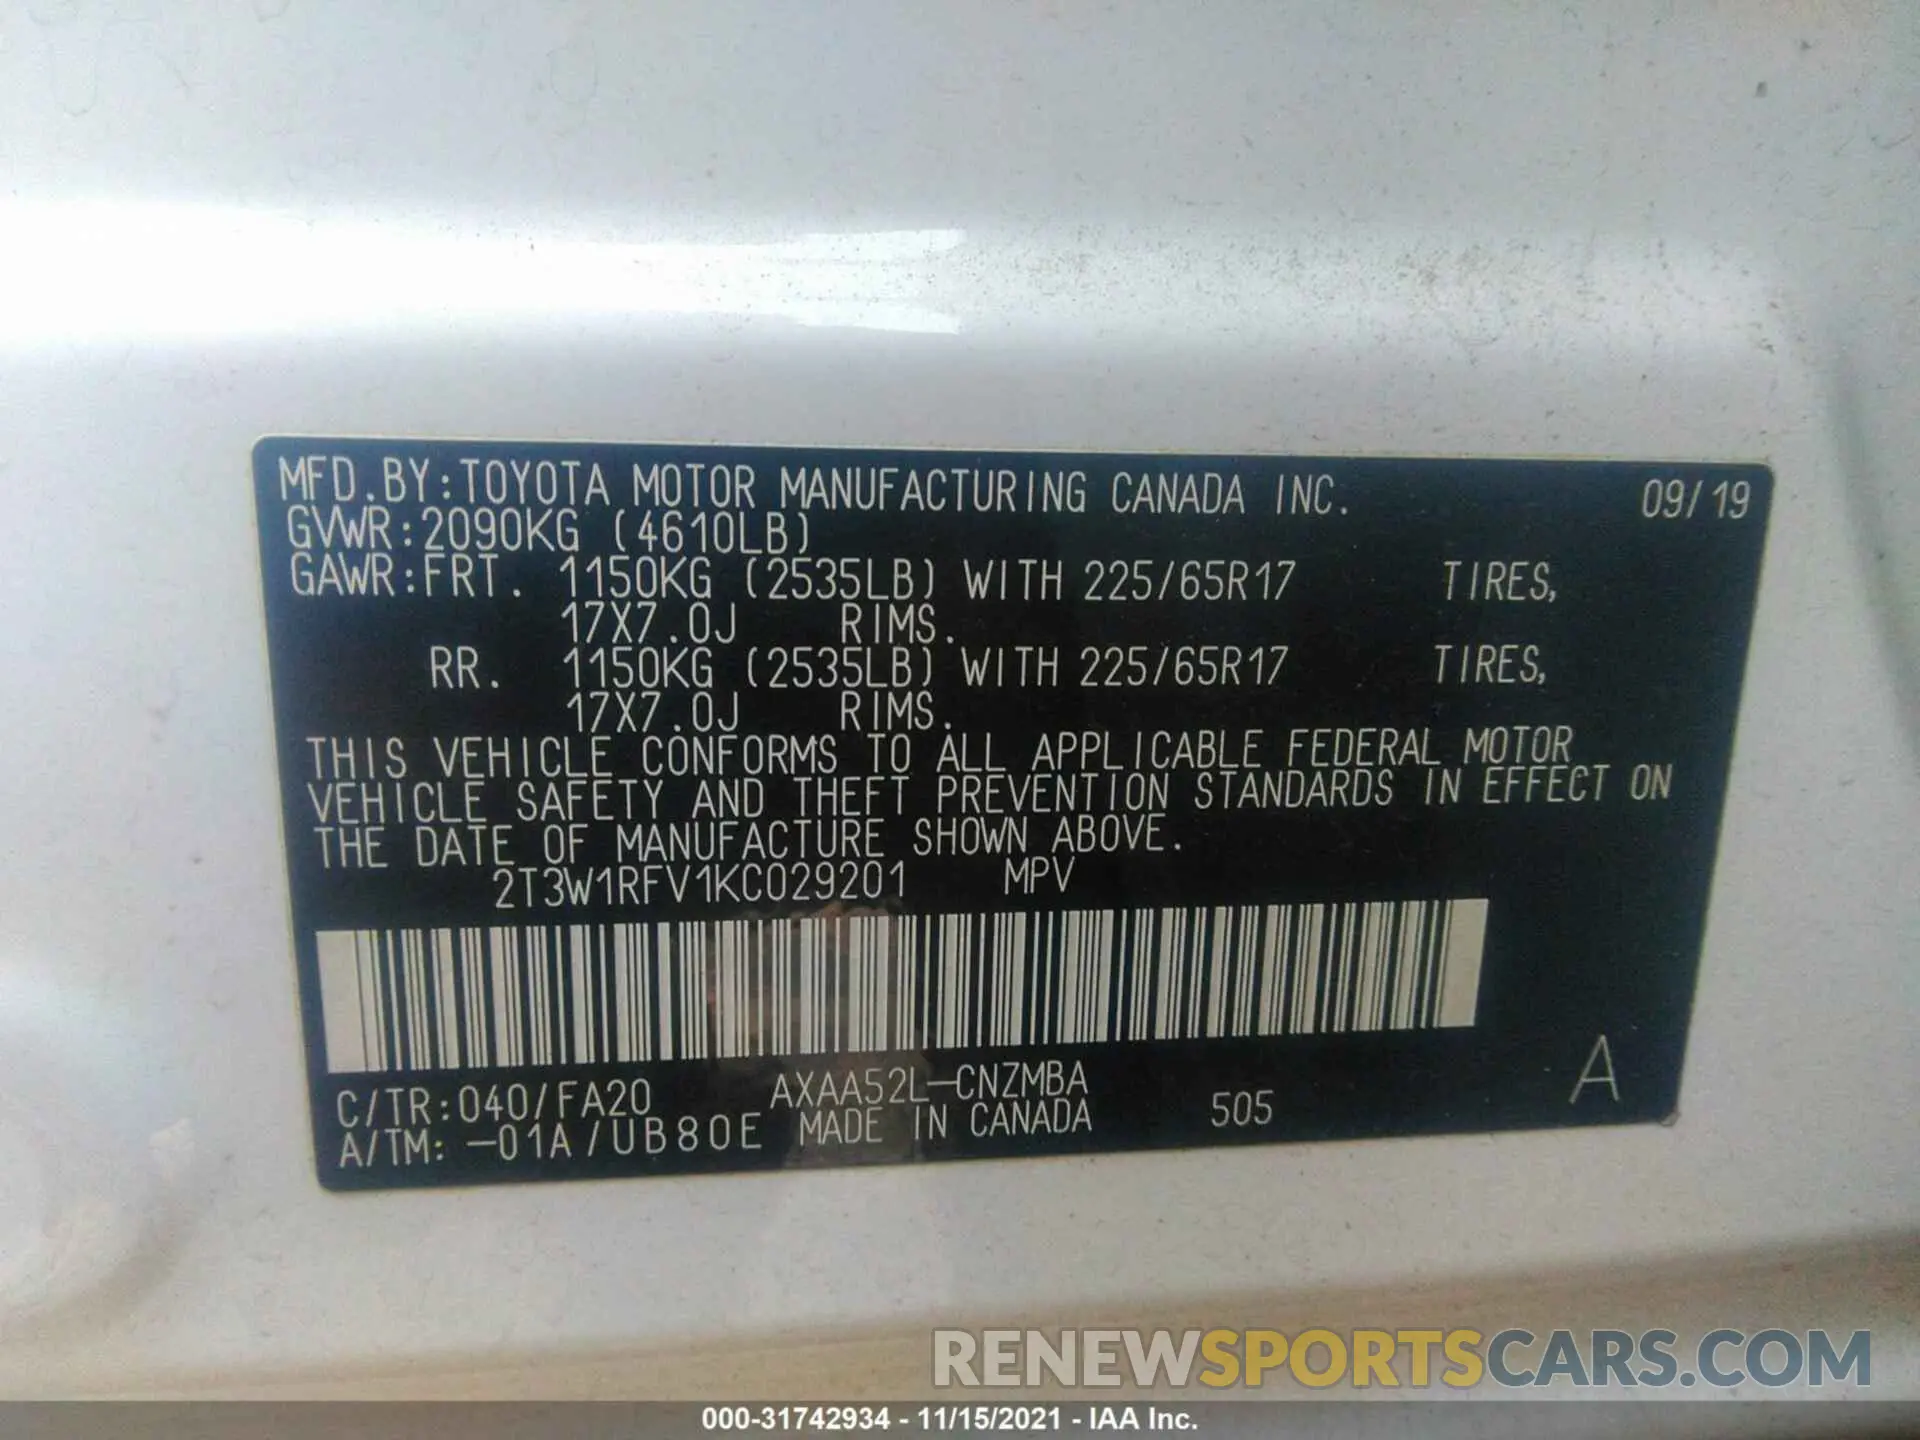 MFD.BY:TOYOTA MOTOR MANUFACTURING CANADA INC. 09/19
GVWR:2090KG (4610LB)
GAWR:FRT. 1150KG (2535LB) WITH 225/65R17 TIRES,
17X7.0J RIMS.
RR. 1150KG (2535LB) WITH 225/65R17 TIRES,
17X7.0J RIMS.
THIS VEHICLE CONFORMS TO ALL APPLICABLE FEDERAL MOTOR
VEHICLE SAFETY AND THEFT PREVENTION STANDARDS IN EFFECT ON
THE DATE OF MANUFACTURE SHOWN ABOVE.
2T3W1RFV1KC029201 MPV
C/TR:040/FA20 AXAA52L-CNZMBA
A/TM:-01A/UB80E MADE IN CANADA 505 A
RENEWSPORTSCARS.COM
000-31742934 - 11/15/2021 - IAA Inc.